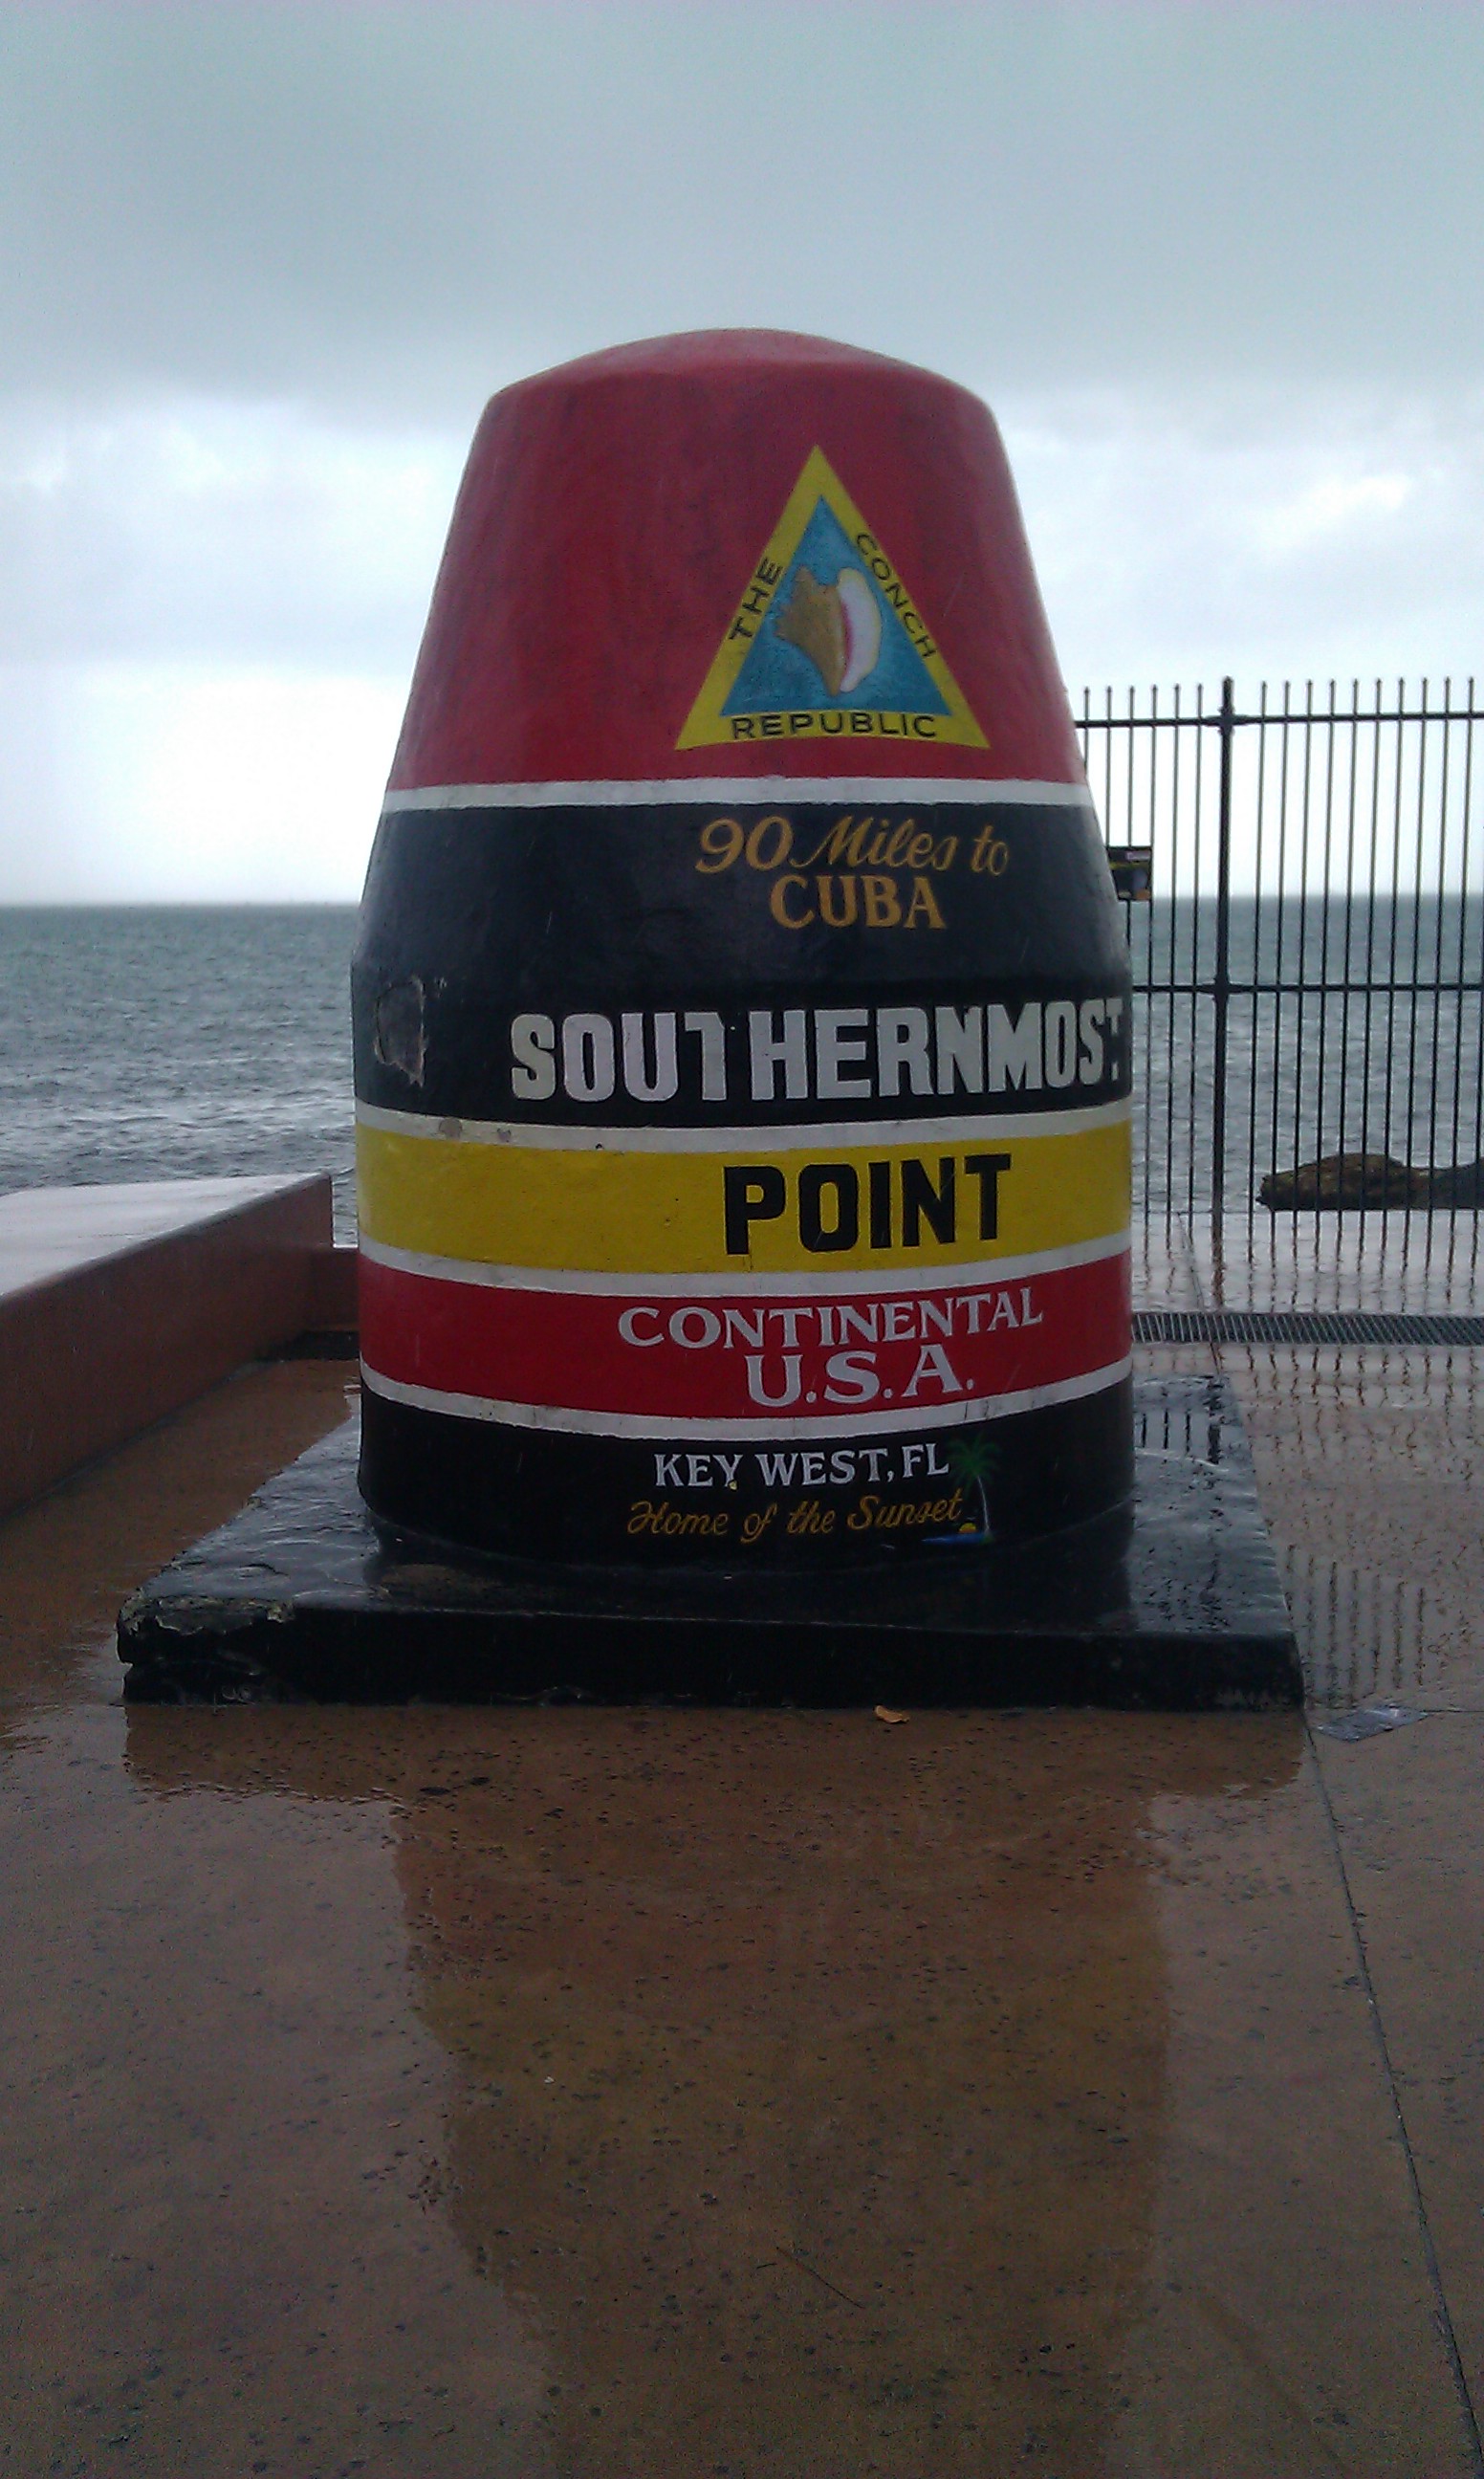 THE CONCH
REPUBLIC
90 Miles to
CUBA
SOUTHERNMOST
POINT
CONTINENTAL
U.S.A.
KEY WEST, FL
Home of the Sunset